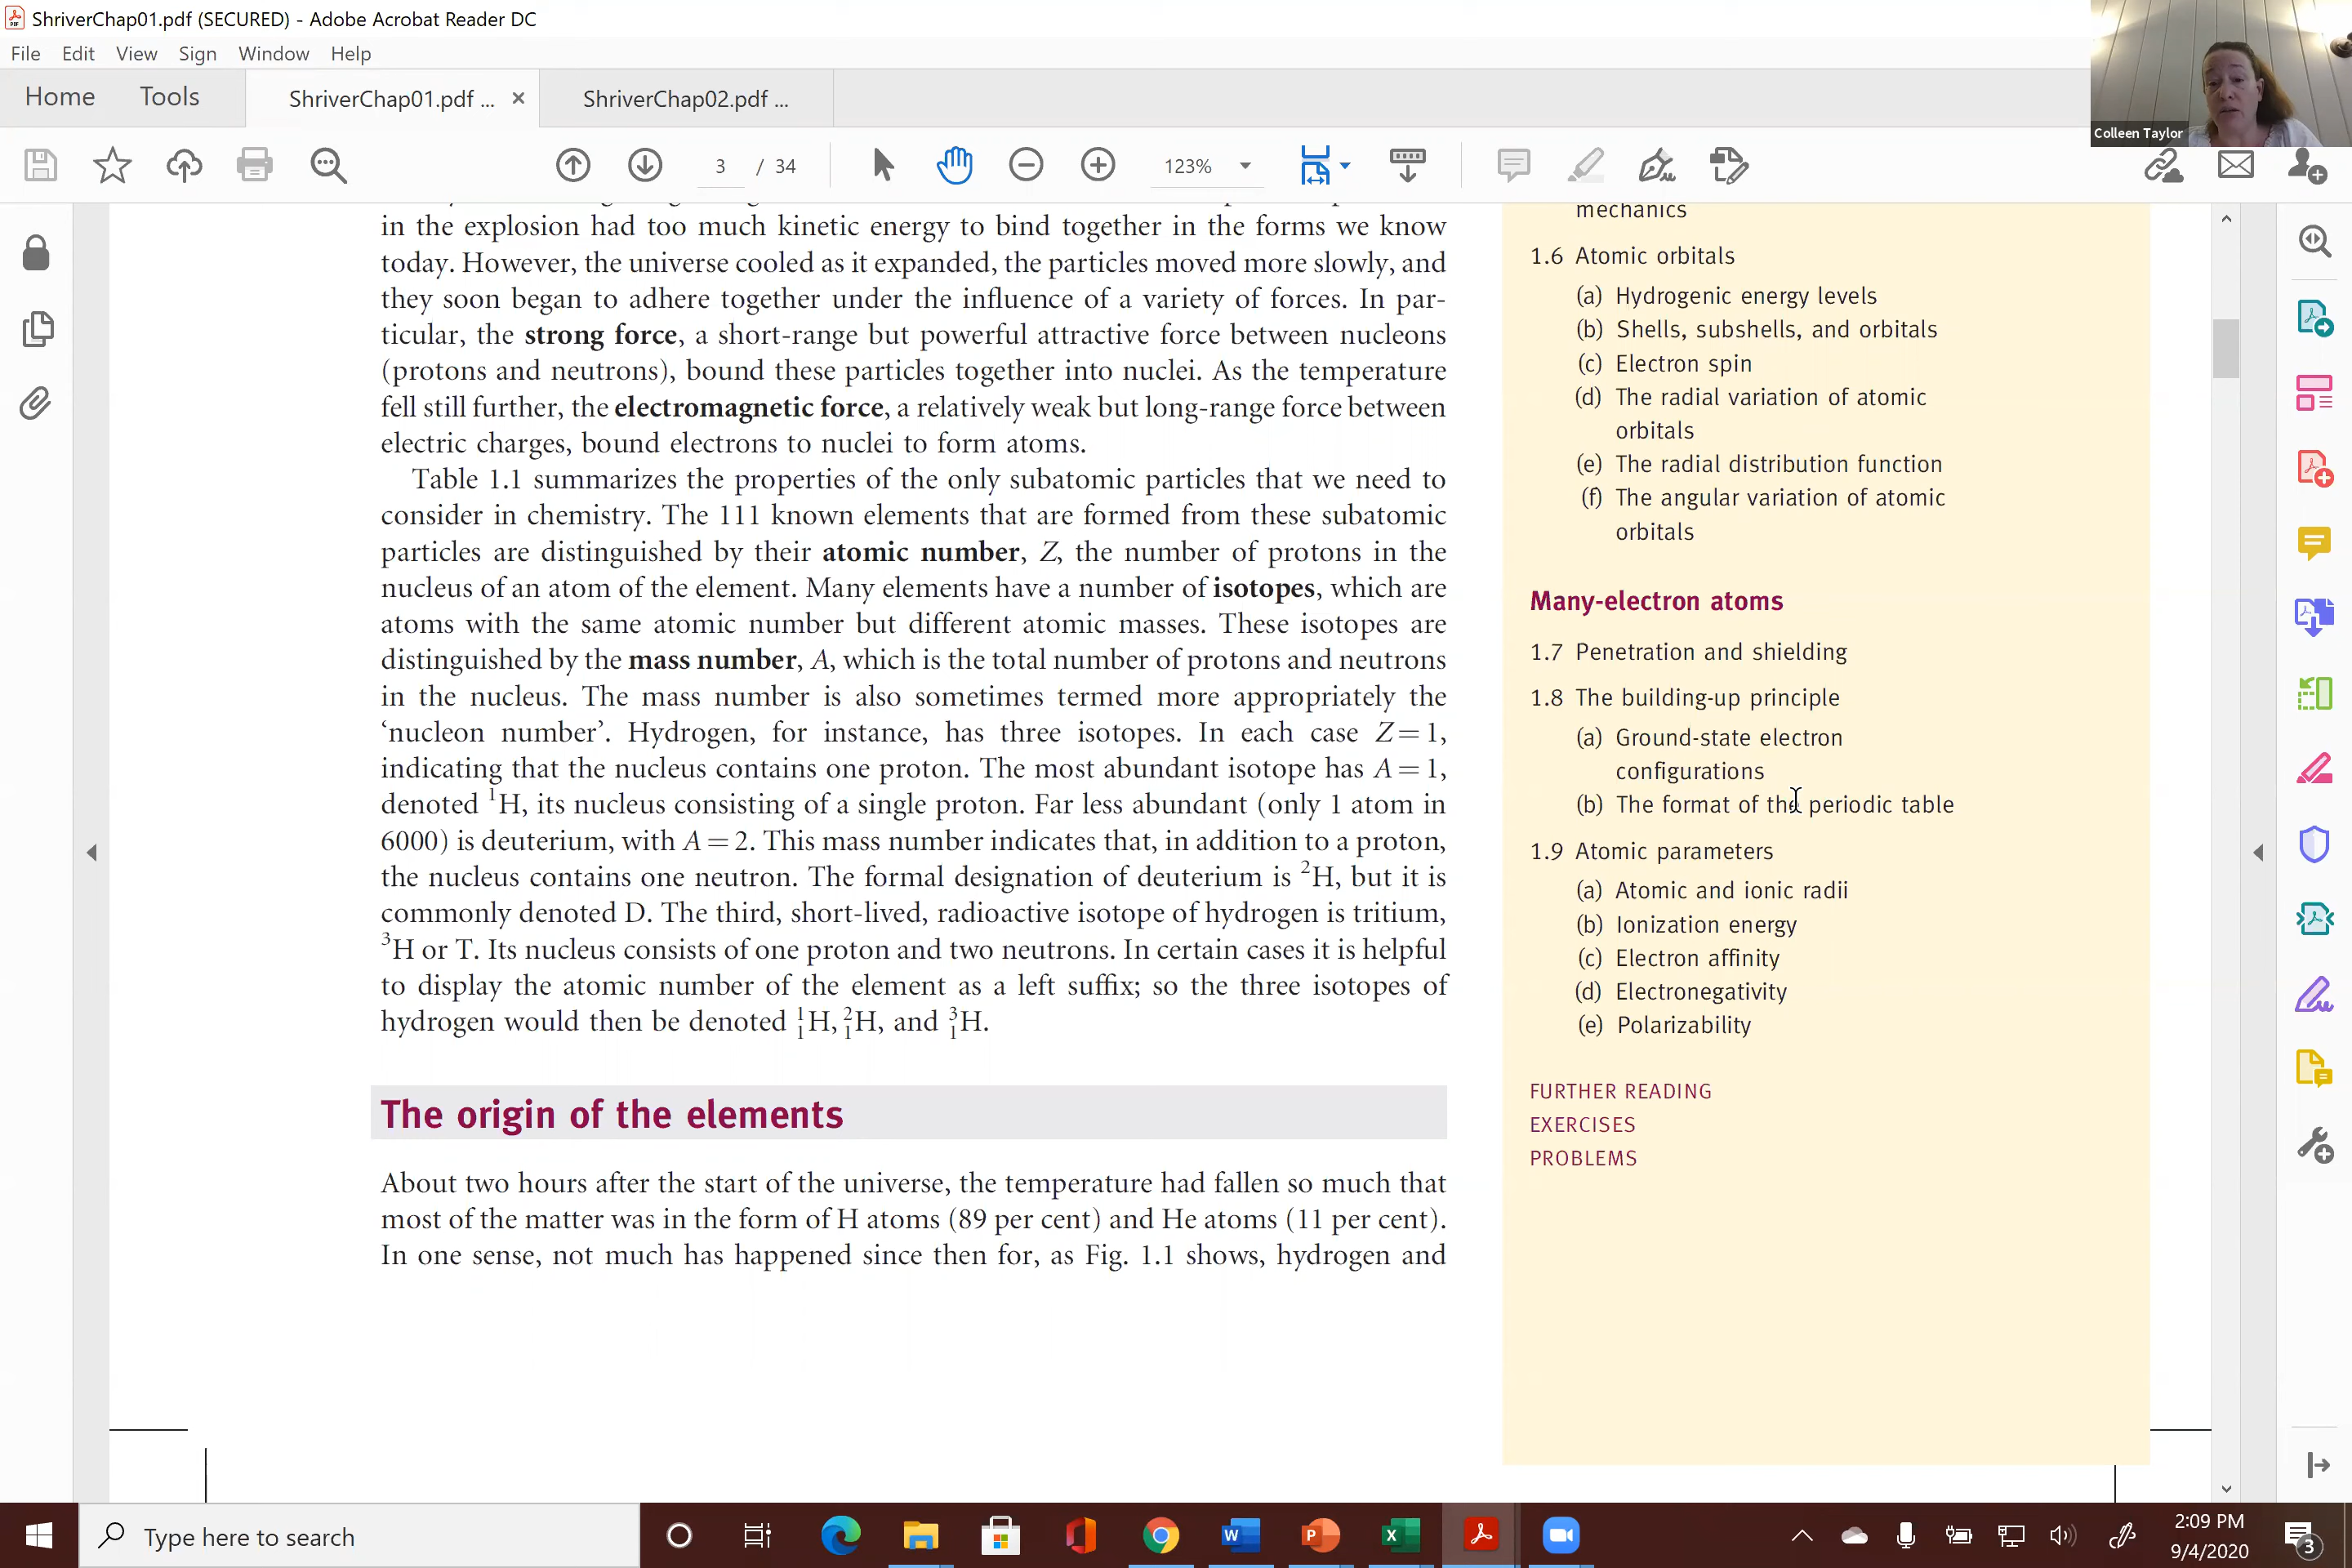 ShriverChap01.pdf (SECURED) - Adobe Acrobat Reader DC
File Edit View Sign Window Help
Home Tools ShriverChap01.pdf ... × ShriverChap02.pdf ...
Colleen Taylor
3 / 34 123%
in the explosion had too much kinetic energy to bind together in the forms we know
today. However, the universe cooled as it expanded, the particles moved more slowly, and
they soon began to adhere together under the influence of a variety of forces. In par-
ticular, the strong force, a short-range but powerful attractive force between nucleons
(protons and neutrons), bound these particles together into nuclei. As the temperature
fell still further, the electromagnetic force, a relatively weak but long-range force between
electric charges, bound electrons to nuclei to form atoms.
Table 1.1 summarizes the properties of the only subatomic particles that we need to
consider in chemistry. The 111 known elements that are formed from these subatomic
particles are distinguished by their atomic number, Z, the number of protons in the
nucleus of an atom of the element. Many elements have a number of isotopes, which are
atoms with the same atomic number but different atomic masses. These isotopes are
distinguished by the mass number, A, which is the total number of protons and neutrons
in the nucleus. The mass number is also sometimes termed more appropriately the
‘nucleon number’. Hydrogen, for instance, has three isotopes. In each case Z=1,
indicating that the nucleus contains one proton. The most abundant isotope has A=1,
denoted ¹H, its nucleus consisting of a single proton. Far less abundant (only 1 atom in
6000) is deuterium, with A=2. This mass number indicates that, in addition to a proton,
the nucleus contains one neutron. The formal designation of deuterium is ²H, but it is
commonly denoted D. The third, short-lived, radioactive isotope of hydrogen is tritium,
³H or T. Its nucleus consists of one proton and two neutrons. In certain cases it is helpful
to display the atomic number of the element as a left suffix; so the three isotopes of
hydrogen would then be denoted ¹₁H, ²₁H, and ³₁H.
The origin of the elements
About two hours after the start of the universe, the temperature had fallen so much that
most of the matter was in the form of H atoms (89 per cent) and He atoms (11 per cent).
In one sense, not much has happened since then for, as Fig. 1.1 shows, hydrogen and
mechanics
1.6 Atomic orbitals
(a) Hydrogenic energy levels
(b) Shells, subshells, and orbitals
(c) Electron spin
(d) The radial variation of atomic
orbitals
(e) The radial distribution function
(f) The angular variation of atomic
orbitals
Many-electron atoms
1.7 Penetration and shielding
1.8 The building-up principle
(a) Ground-state electron
configurations
(b) The format of the periodic table
1.9 Atomic parameters
(a) Atomic and ionic radii
(b) Ionization energy
(c) Electron affinity
(d) Electronegativity
(e) Polarizability
FURTHER READING
EXERCISES
PROBLEMS
Type here to search
2:09 PM
9/4/2020
3